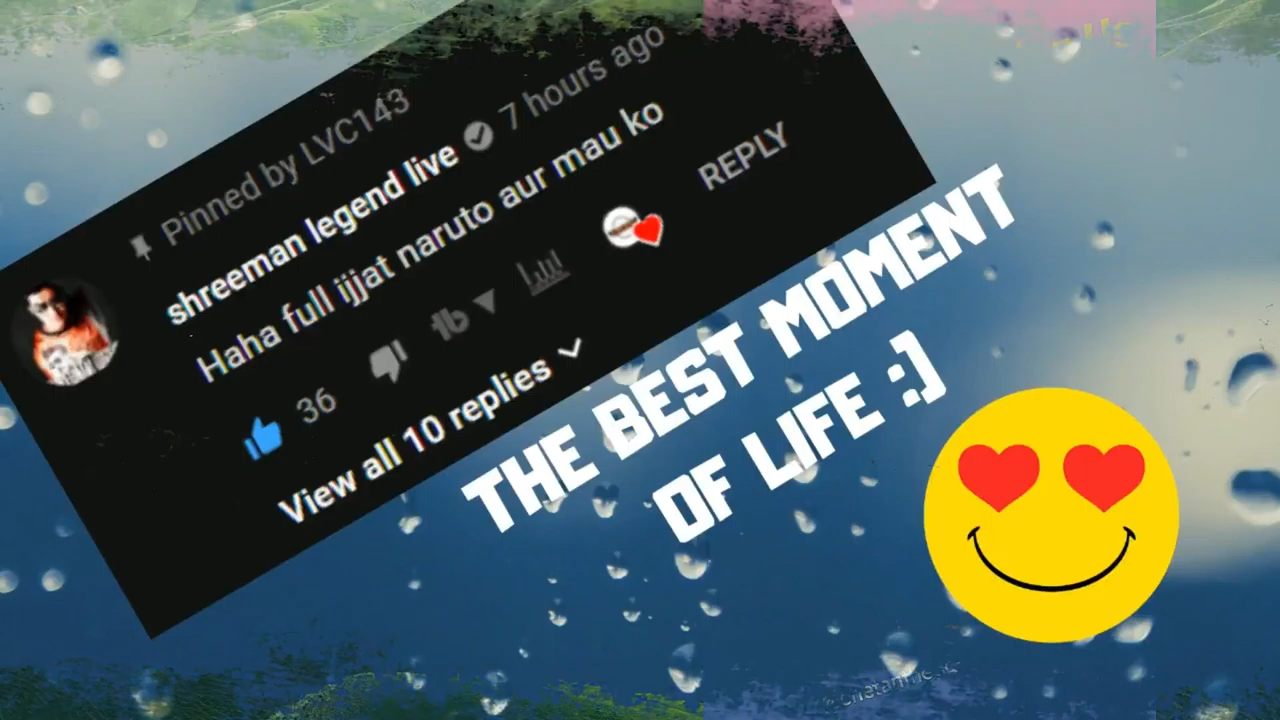 Pinned by LVC143
shreeman legend live 7 hours ago
Haha full ijjat naruto aur mau ko
36
REPLY
View all 10 replies
THE BEST MOMENT
OF LIFE :)